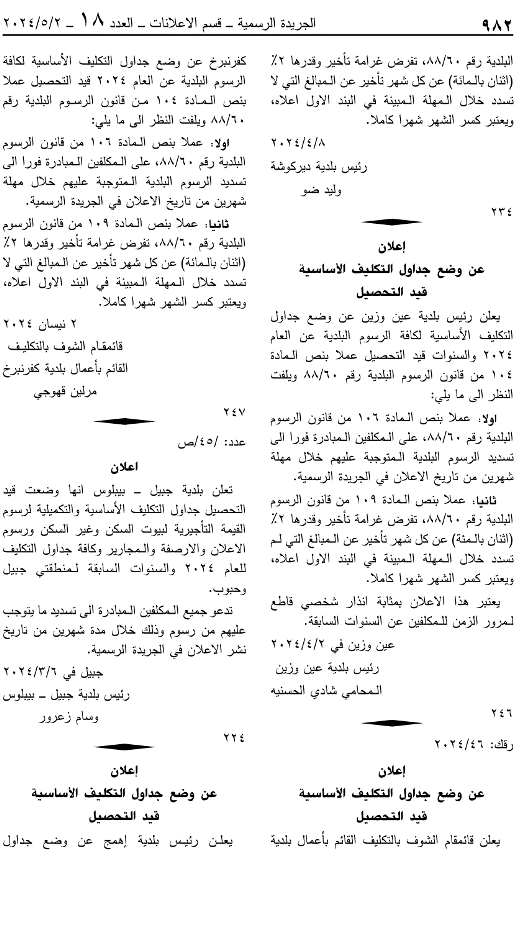 ٩٨٢
الجريدة الرسمية ــ قسم الاعلانات ــ العدد ١٨ ــ ٢٠٢٤/٥/٢
البلدية رقم ٨٨/٦٠، تفرض غرامة تأخير وقدرها ٢٪
(اثنان بالمائة) عن كل شهر تأخير عن المبالغ التي لا
تسدد خلال المهلة المبينة في البند الاول اعلاه،
ويعتبر كسر الشهر شهرا كاملا.
٢٠٢٤/٤/٨
رئيس بلدية ديركوشة
وليد ضو
٢٣٤
إعلان
عن وضع جداول التكليف الأساسية
قيد التحصيل
يعلن رئيس بلدية عين وزين عن وضع جداول
التكليف الأساسية لكافة الرسوم البلدية عن العام
٢٠٢٤ والسنوات قيد التحصيل عملا بنص المادة
١٠٤ من قانون الرسوم البلدية رقم ٨٨/٦٠ ويلفت
النظر الى ما يلي:
اولا: عملا بنص المادة ١٠٦ من قانون الرسوم
البلدية رقم ٨٨/٦٠، على المكلفين المبادرة فورا الى
تسديد الرسوم البلدية المتوجبة عليهم خلال مهلة
شهرين من تاريخ الاعلان في الجريدة الرسمية.
ثانيا: عملا بنص المادة ١٠٩ من قانون الرسوم
البلدية رقم ٨٨/٦٠، تفرض غرامة تأخير وقدرها ٢٪
(اثنان بالمئة) عن كل شهر تأخير عن المبالغ التي لم
تسدد خلال المهلة المبينة في البند الاول اعلاه،
ويعتبر كسر الشهر شهرا كاملا.
يعتبر هذا الاعلان بمثابة انذار شخصي قاطع
لمرور الزمن للمكلفين عن السنوات السابقة.
عين وزين في ٢٠٢٤/٤/٢
رئيس بلدية عين وزين
المحامي شادي الحسنيه
٢٤٦
رقك: ٢٠٢٤/٤٦
إعلان
عن وضع جداول التكليف الأساسية
قيد التحصيل
يعلن قائمقام الشوف بالتكليف القائم بأعمال بلدية
كفرنبرخ عن وضع جداول التكليف الأساسية لكافة
الرسوم البلدية عن العام ٢٠٢٤ قيد التحصيل عملا
بنص المادة ١٠٤ من قانون الرسوم البلدية رقم
٨٨/٦٠ ويلفت النظر الى ما يلي:
اولا: عملا بنص المادة ١٠٦ من قانون الرسوم
البلدية رقم ٨٨/٦٠، على المكلفين المبادرة فورا الى
تسديد الرسوم البلدية المتوجبة عليهم خلال مهلة
شهرين من تاريخ الاعلان في الجريدة الرسمية.
ثانيا: عملا بنص المادة ١٠٩ من قانون الرسوم
البلدية رقم ٨٨/٦٠، تفرض غرامة تأخير وقدرها ٢٪
(اثنان بالمائة) عن كل شهر تأخير عن المبالغ التي لا
تسدد خلال المهلة المبينة في البند الاول اعلاه،
ويعتبر كسر الشهر شهرا كاملا.
٢ نيسان ٢٠٢٤
قائمقام الشوف بالتكليف
القائم بأعمال بلدية كفرنبرخ
مرلين قهوجي
٢٤٧
عدد: /٤٥/ص
اعلان
تعلن بلدية جبيل ــ بيبلوس انها وضعت قيد
التحصيل جداول التكليف الأساسية والتكميلية لرسوم
القيمة التأجيرية لبيوت السكن وغير السكن ورسوم
الاعلان والارصفة والمجارير وكافة جداول التكليف
للعام ٢٠٢٤ والسنوات السابقة لمنطقتي جبيل
وحبوب.
تدعو جميع المكلفين المبادرة الى تسديد ما يتوجب
عليهم من رسوم وذلك خلال مدة شهرين من تاريخ
نشر الاعلان في الجريدة الرسمية.
جبيل في ٢٠٢٤/٣/٦
رئيس بلدية جبيل ــ بيبلوس
وسام زعرور
٢٢٤
إعلان
عن وضع جداول التكليف الأساسية
قيد التحصيل
يعلن رئيس بلدية إهمج عن وضع جداول